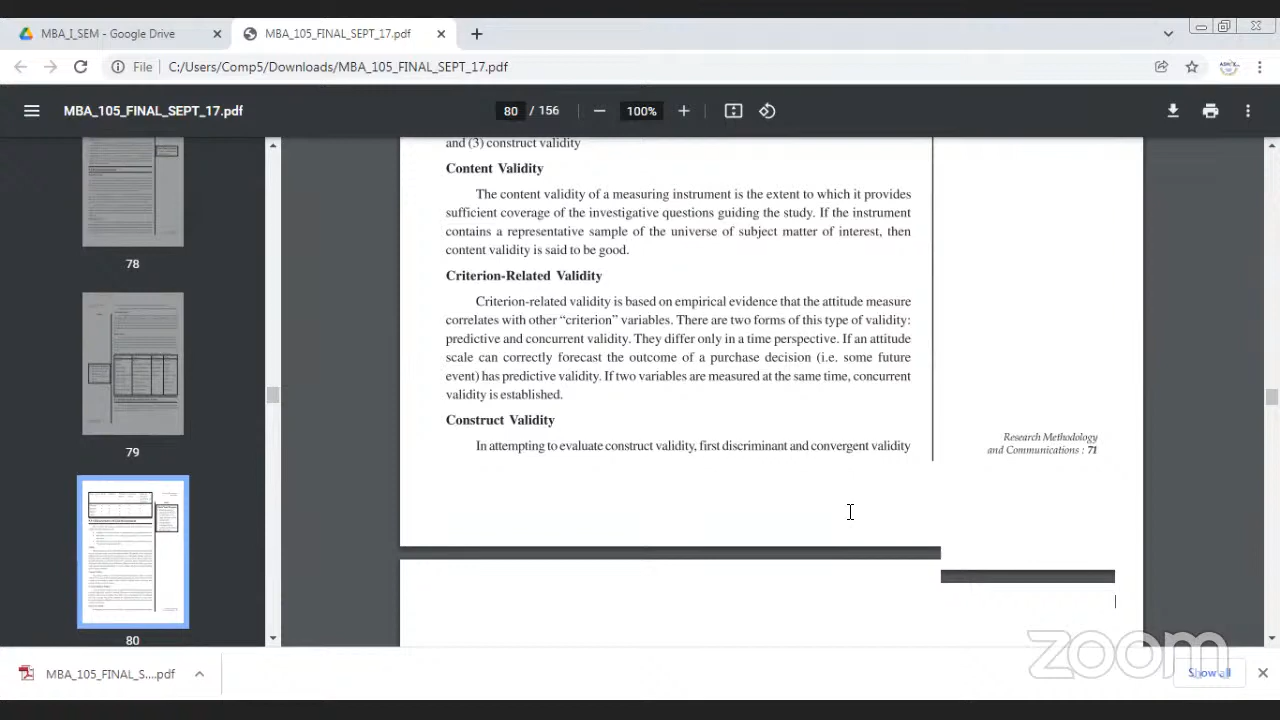 MBA_I_SEM - Google Drive
MBA_105_FINAL_SEPT_17.pdf
File
C:/Users/Comp5/Downloads/MBA_105_FINAL_SEPT_17.pdf
MBA_105_FINAL_SEPT_17.pdf
80 / 156
100%
78
79
80
and (3) construct validity
Content Validity
The content validity of a measuring instrument is the extent to which it provides
sufficient coverage of the investigative questions guiding the study. If the instrument
contains a representative sample of the universe of subject matter of interest, then
content validity is said to be good.
Criterion-Related Validity
Criterion-related validity is based on empirical evidence that the attitude measure
correlates with other “criterion” variables. There are two forms of this type of validity:
predictive and concurrent validity. They differ only in a time perspective. If an attitude
scale can correctly forecast the outcome of a purchase decision (i.e. some future
event) has predictive validity. If two variables are measured at the same time, concurrent
validity is established.
Construct Validity
In attempting to evaluate construct validity, first discriminant and convergent validity
Research Methodology
and Communications : 71
MBA_105_FINAL_S....pdf
zoom
Show all